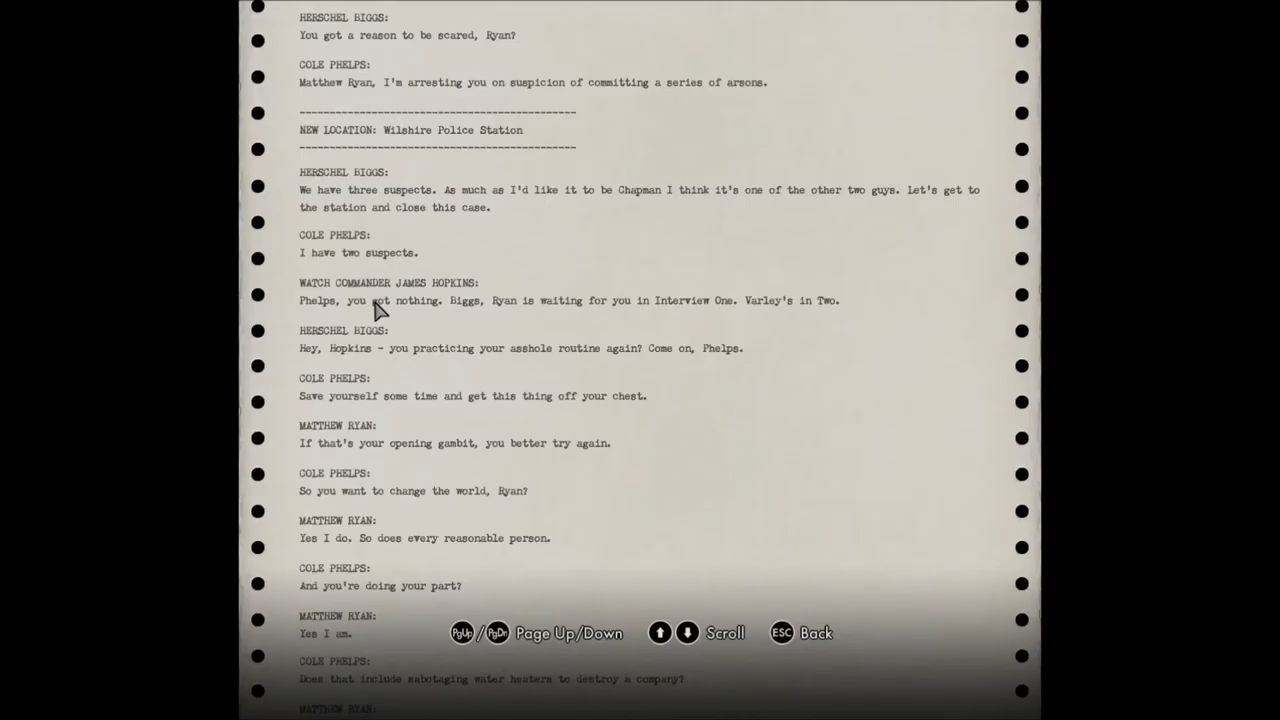 HERSCHEL BIGGS:
You got a reason to be scared, Ryan?
COLE PHELPS:
Matthew Ryan, I'm arresting you on suspicion of committing a series of arsons.
----------------------------------------------
NEW LOCATION: Wilshire Police Station
----------------------------------------------
HERSCHEL BIGGS:
We have three suspects. As much as I'd like it to be Chapman I think it's one of the other two guys. Let's get to
the station and close this case.
COLE PHELPS:
I have two suspects.
WATCH COMMANDER JAMES HOPKINS:
Phelps, you got nothing. Biggs, Ryan is waiting for you in Interview One. Varley's in Two.
HERSCHEL BIGGS:
Hey, Hopkins - you practicing your asshole routine again? Come on, Phelps.
COLE PHELPS:
Save yourself some time and get this thing off your chest.
MATTHEW RYAN:
If that's your opening gambit, you better try again.
COLE PHELPS:
So you want to change the world, Ryan?
MATTHEW RYAN:
Yes I do. So does every reasonable person.
COLE PHELPS:
And you're doing your part?
MATTHEW RYAN:
Yes I am.
PgUp/PgDn Page Up/Down Scroll ESC Back
COLE PHELPS:
Does that include sabotaging water heaters to destroy a company?
MATTHEW RYAN: